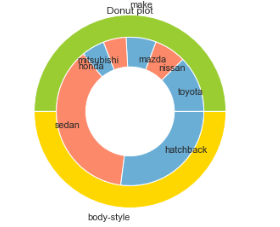 make
Donut plot
mitsubishi
mazda
honda
nissan
toyota
sedan
hatchback
body-style